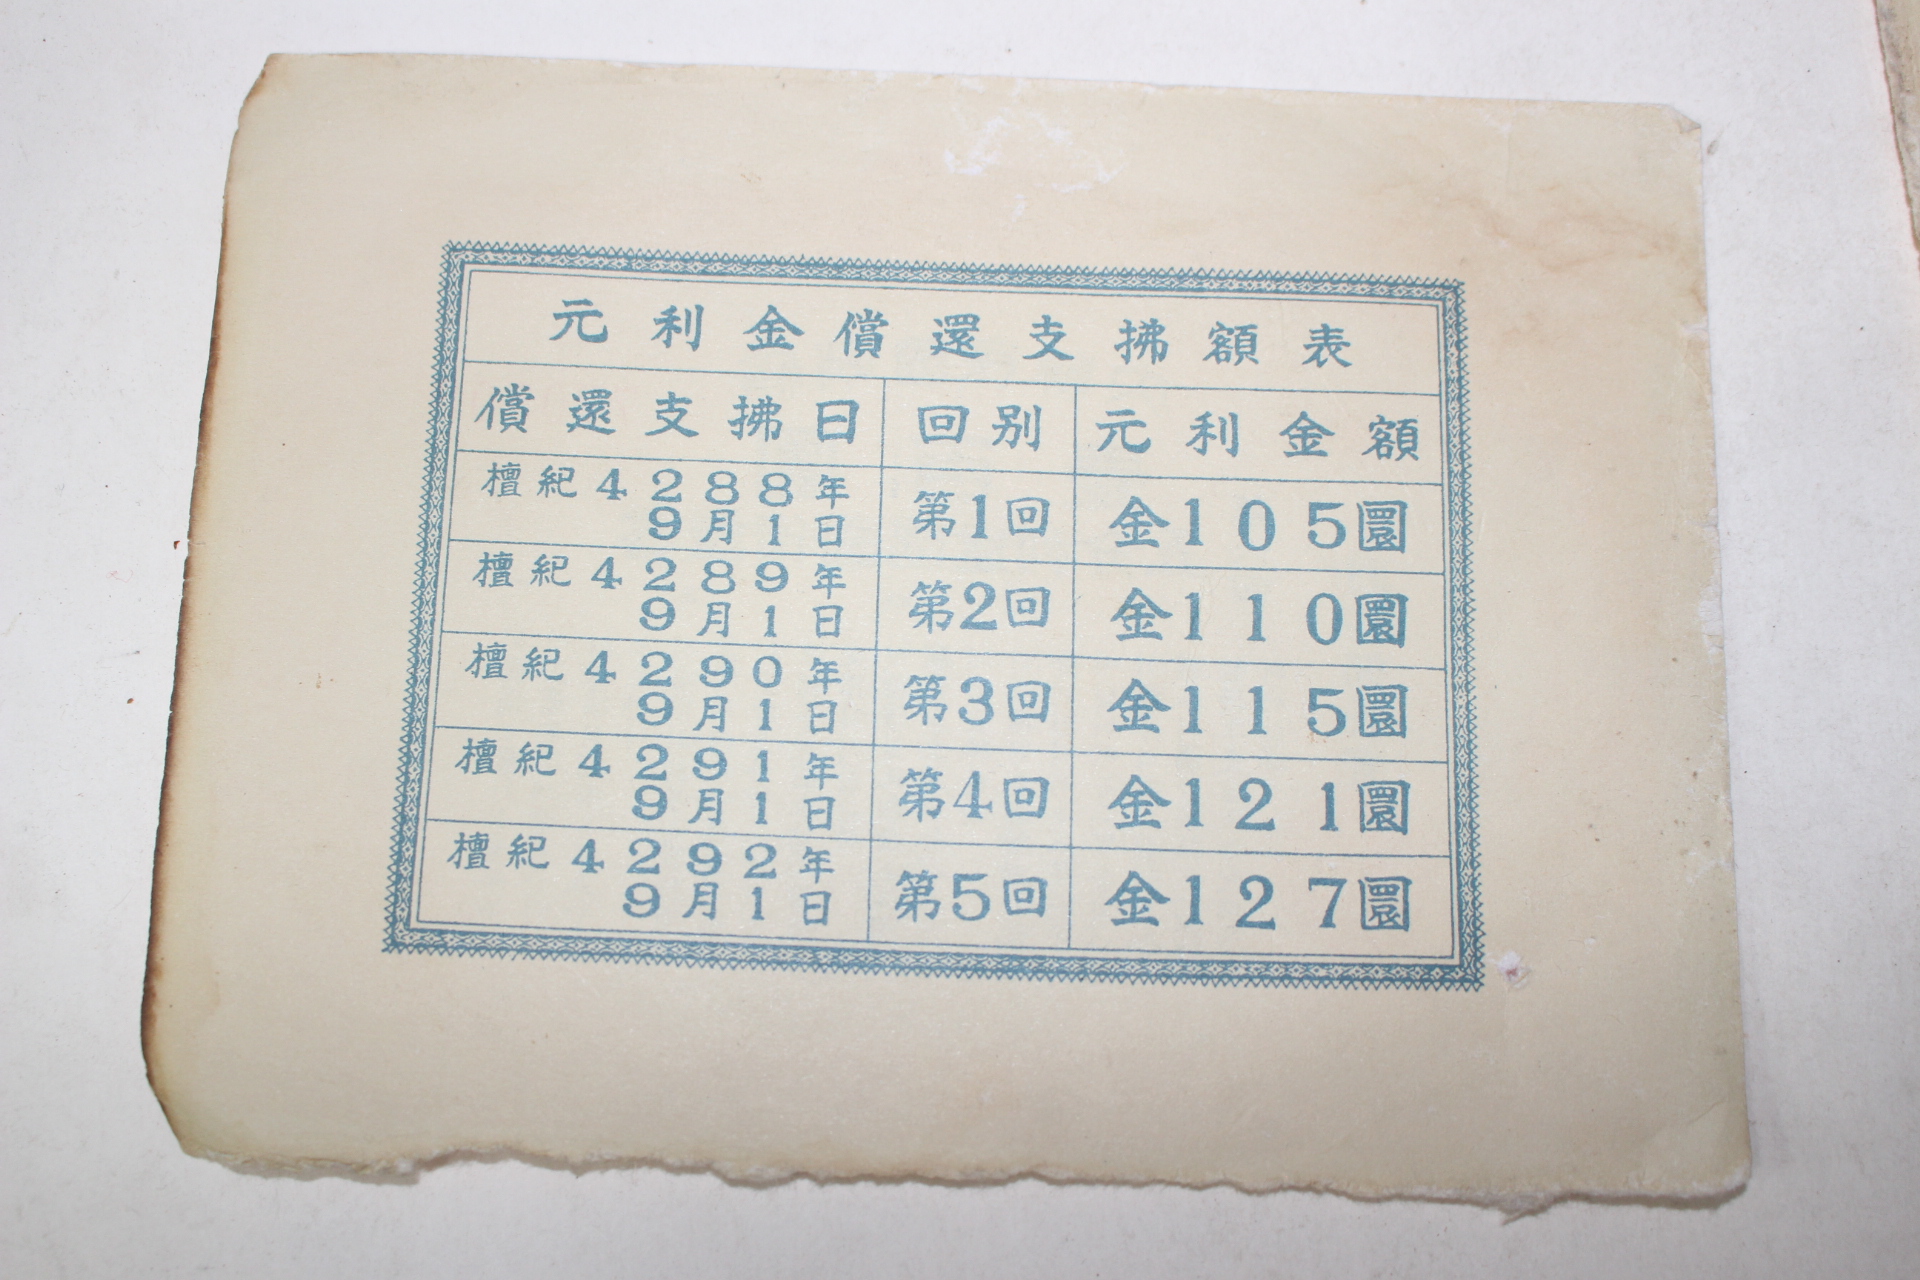 元利金償還支拂額表
償還支拂日 回別 元利金額
檀紀4288年 第1回 金105圜
9月1日
檀紀4289年 第2回 金110圜
9月1日
檀紀4290年 第3回 金115圜
9月1日
檀紀4291年 第4回 金121圜
9月1日
檀紀4292年 第5回 金127圜
9月1日